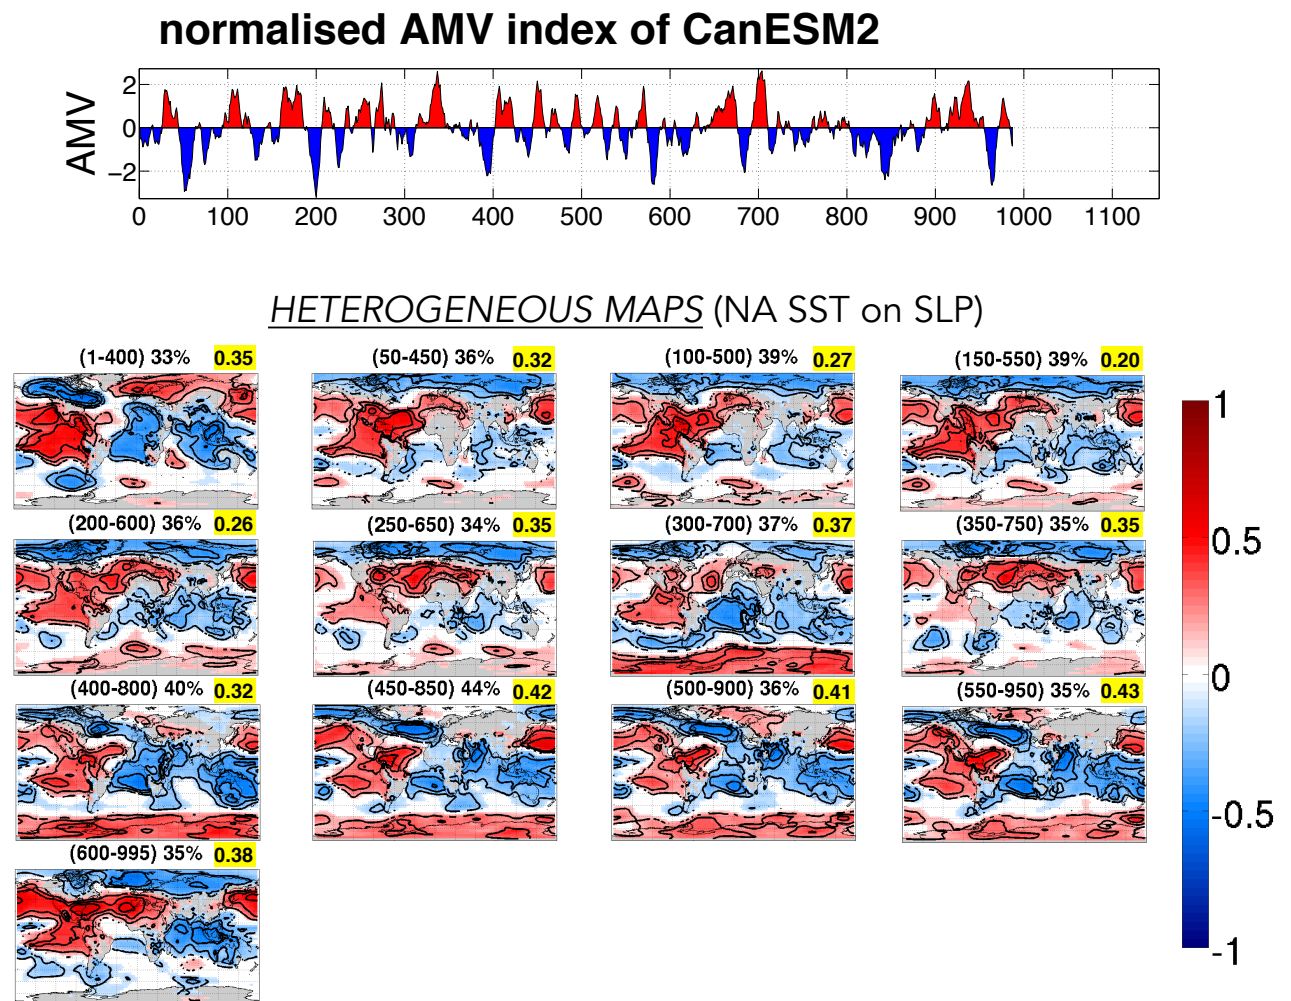 normalised AMV index of CanESM2
AMV
2
0
−2
0 100 200 300 400 500 600 700 800 900 1000 1100
HETEROGENEOUS MAPS (NA SST on SLP)
(1-400) 33% 0.35
(50-450) 36% 0.32
(100-500) 39% 0.27
(150-550) 39% 0.20
(200-600) 36% 0.26
(250-650) 34% 0.35
(300-700) 37% 0.37
(350-750) 35% 0.35
(400-800) 40% 0.32
(450-850) 44% 0.42
(500-900) 36% 0.41
(550-950) 35% 0.43
(600-995) 35% 0.38
1
0.5
0
-0.5
-1